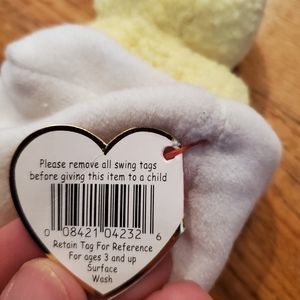 Please remove all swing tags
before giving this item to a child
0 08421 04232 6
Retain Tag For Reference
For ages 3 and up
Surface
Wash